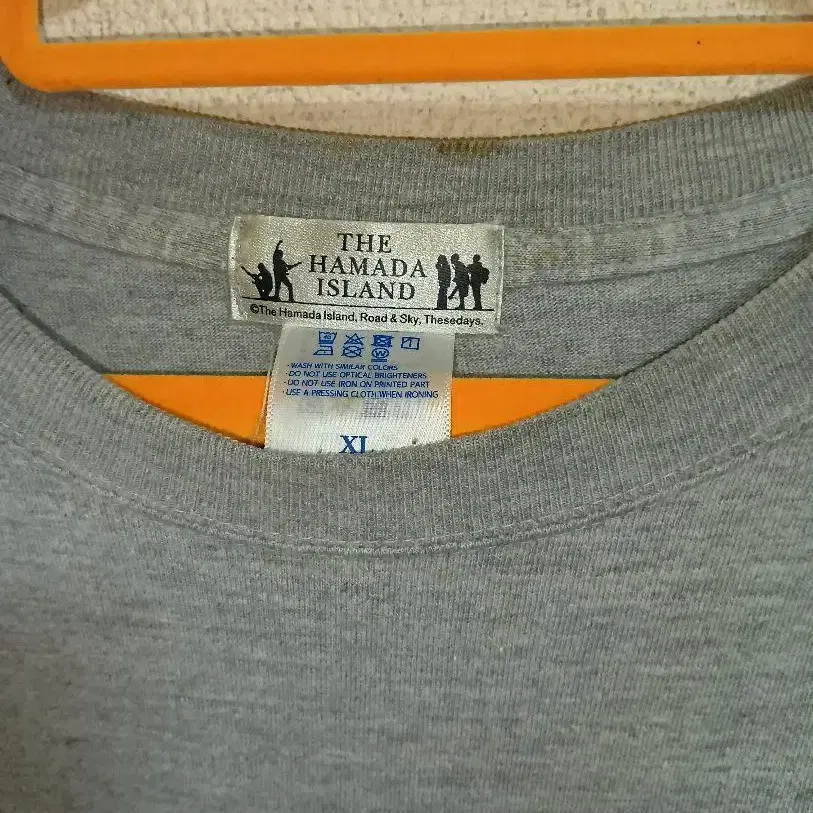 THE
HAMADA
ISLAND
©The Hamada Island, Road & Sky, Thesedays.
·WASH WITH SIMILAR COLORS
·DO NOT USE OPTICAL BRIGHTENERS
·DO NOT USE IRON ON PRINTED PART
·USE A PRESSING CLOTH WHEN IRONING
XL